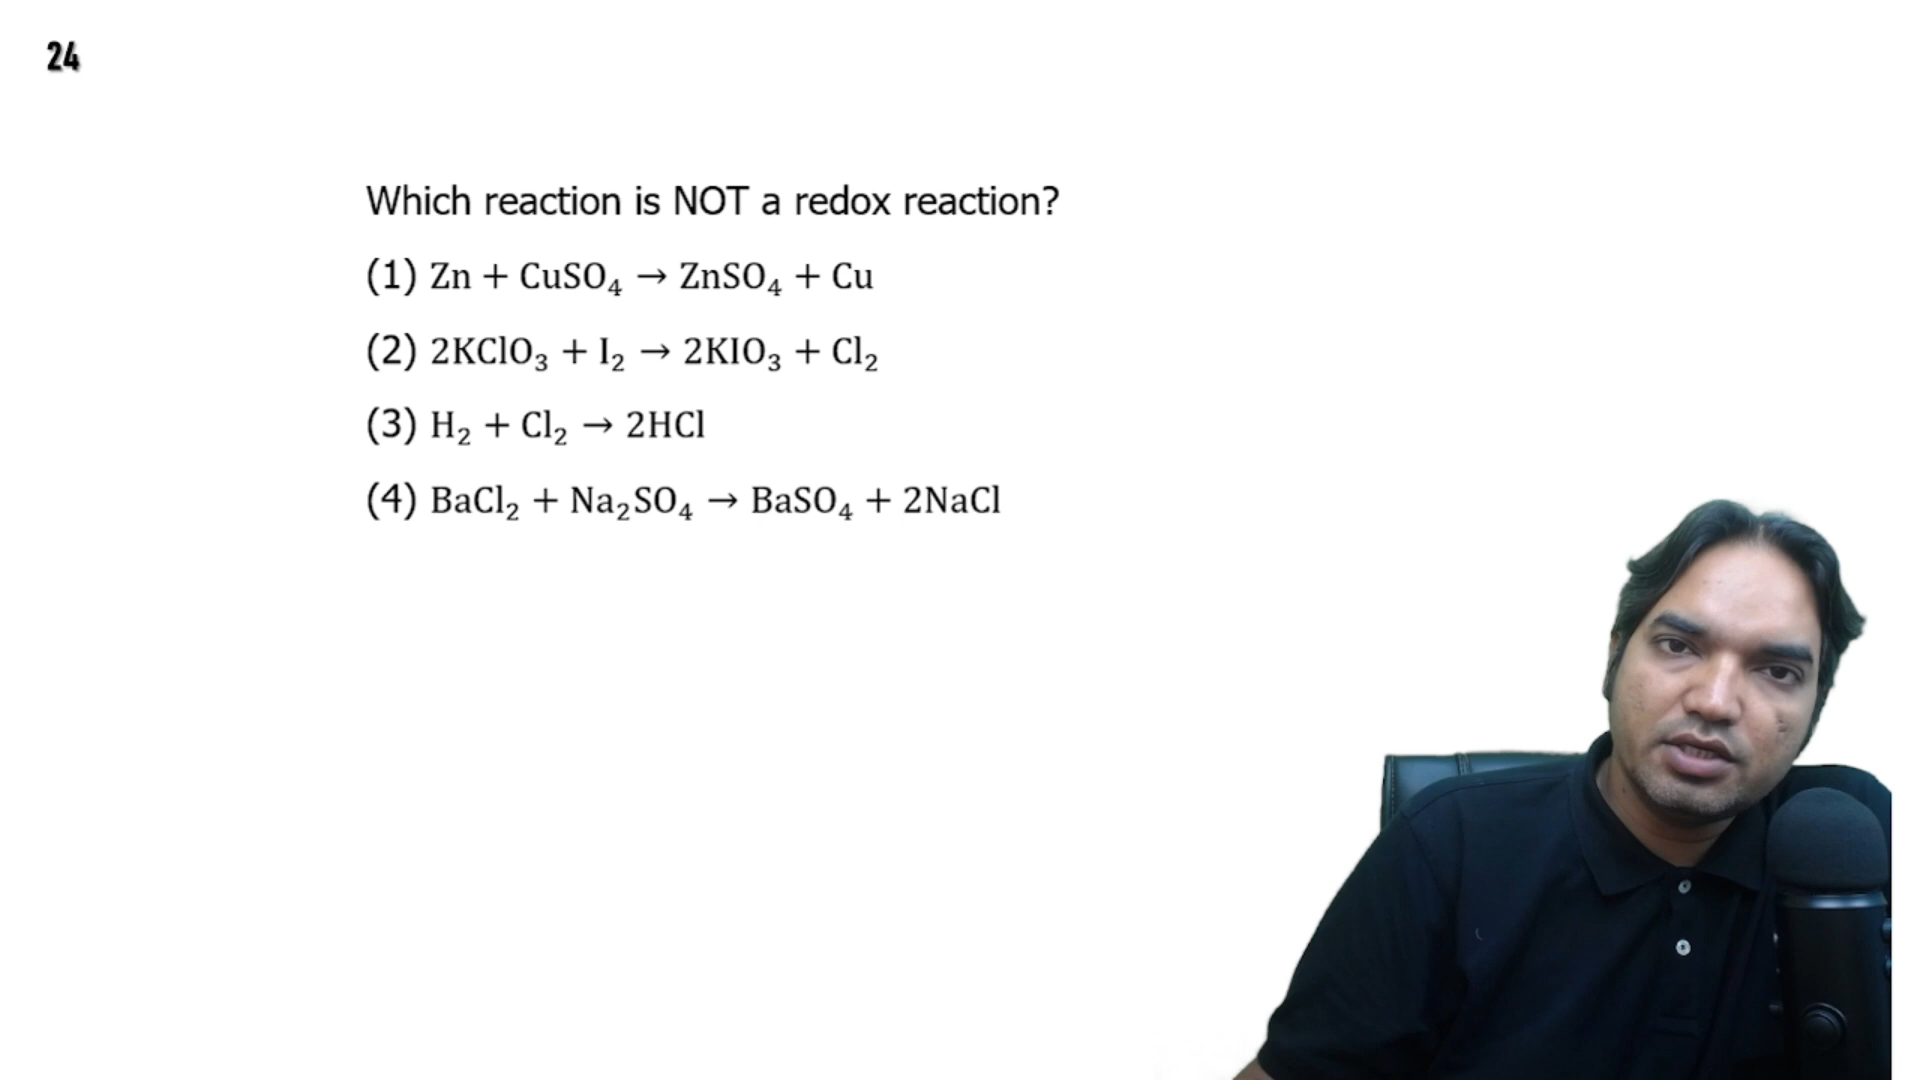 24
Which reaction is NOT a redox reaction?
(1) Zn + CuSO₄ → ZnSO₄ + Cu
(2) 2KClO₃ + I₂ → 2KIO₃ + Cl₂
(3) H₂ + Cl₂ → 2HCl
(4) BaCl₂ + Na₂SO₄ → BaSO₄ + 2NaCl